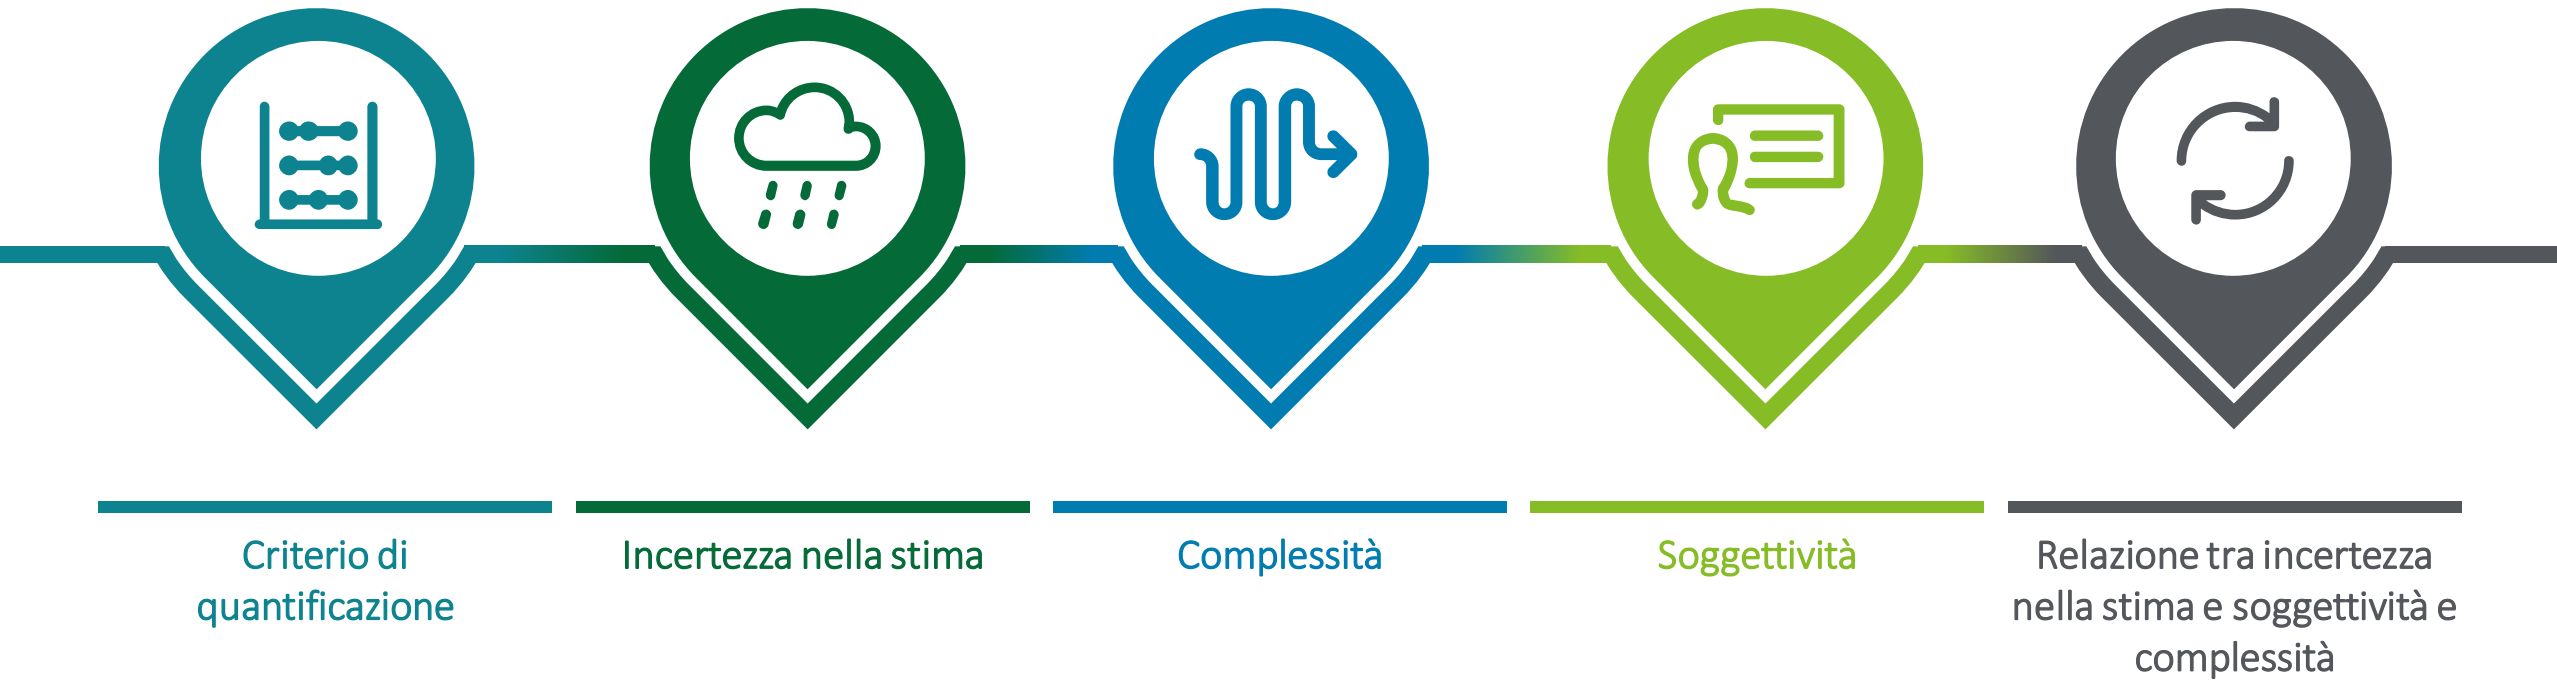 Criterio di
quantificazione
Incertezza nella stima
Complessità
Soggettività
Relazione tra incertezza
nella stima e soggettività e
complessità